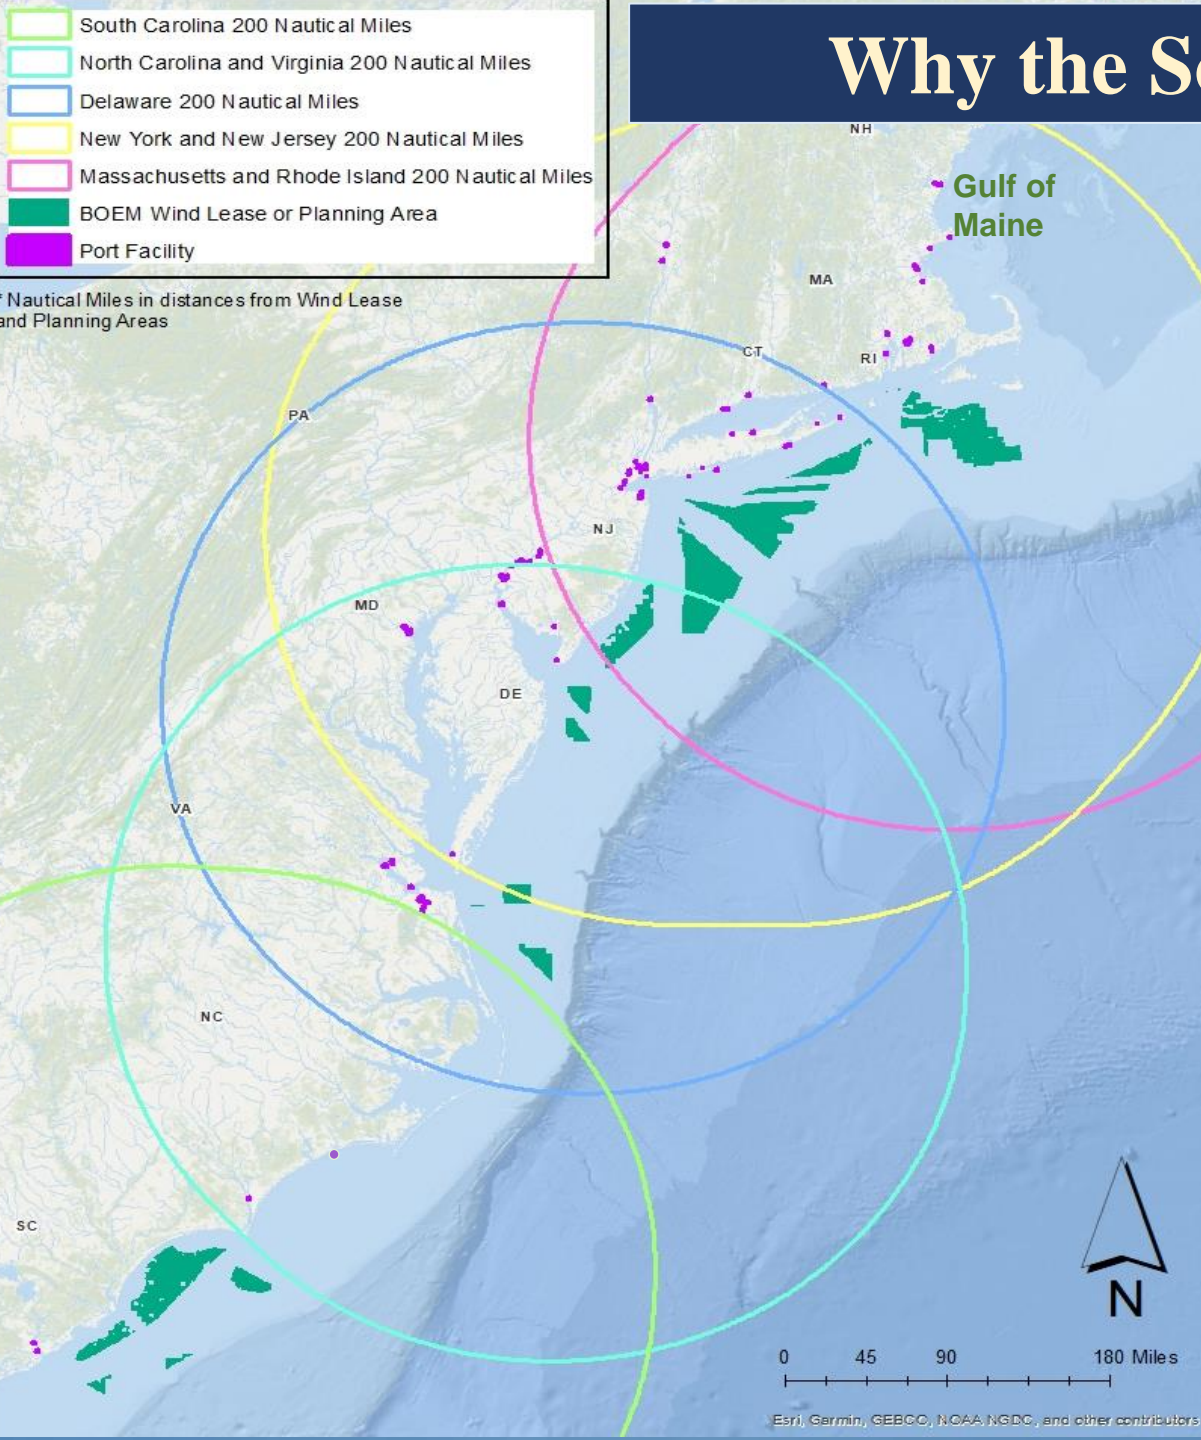 South Carolina 200 Nautical Miles
North Carolina and Virginia 200 Nautical Miles
Delaware 200 Nautical Miles
New York and New Jersey 200 Nautical Miles
Massachusetts and Rhode Island 200 Nautical Miles
BOEM Wind Lease or Planning Area
Port Facility
* Nautical Miles in distances from Wind Lease
and Planning Areas
Why the
NH
Gulf of
Maine
MA
CT
RI
PA
NJ
MD
DE
VA
NC
SC
N
0 45 90 180 Miles
Esri, Garmin, GEBCO, NOAA NGDC, and other contributors